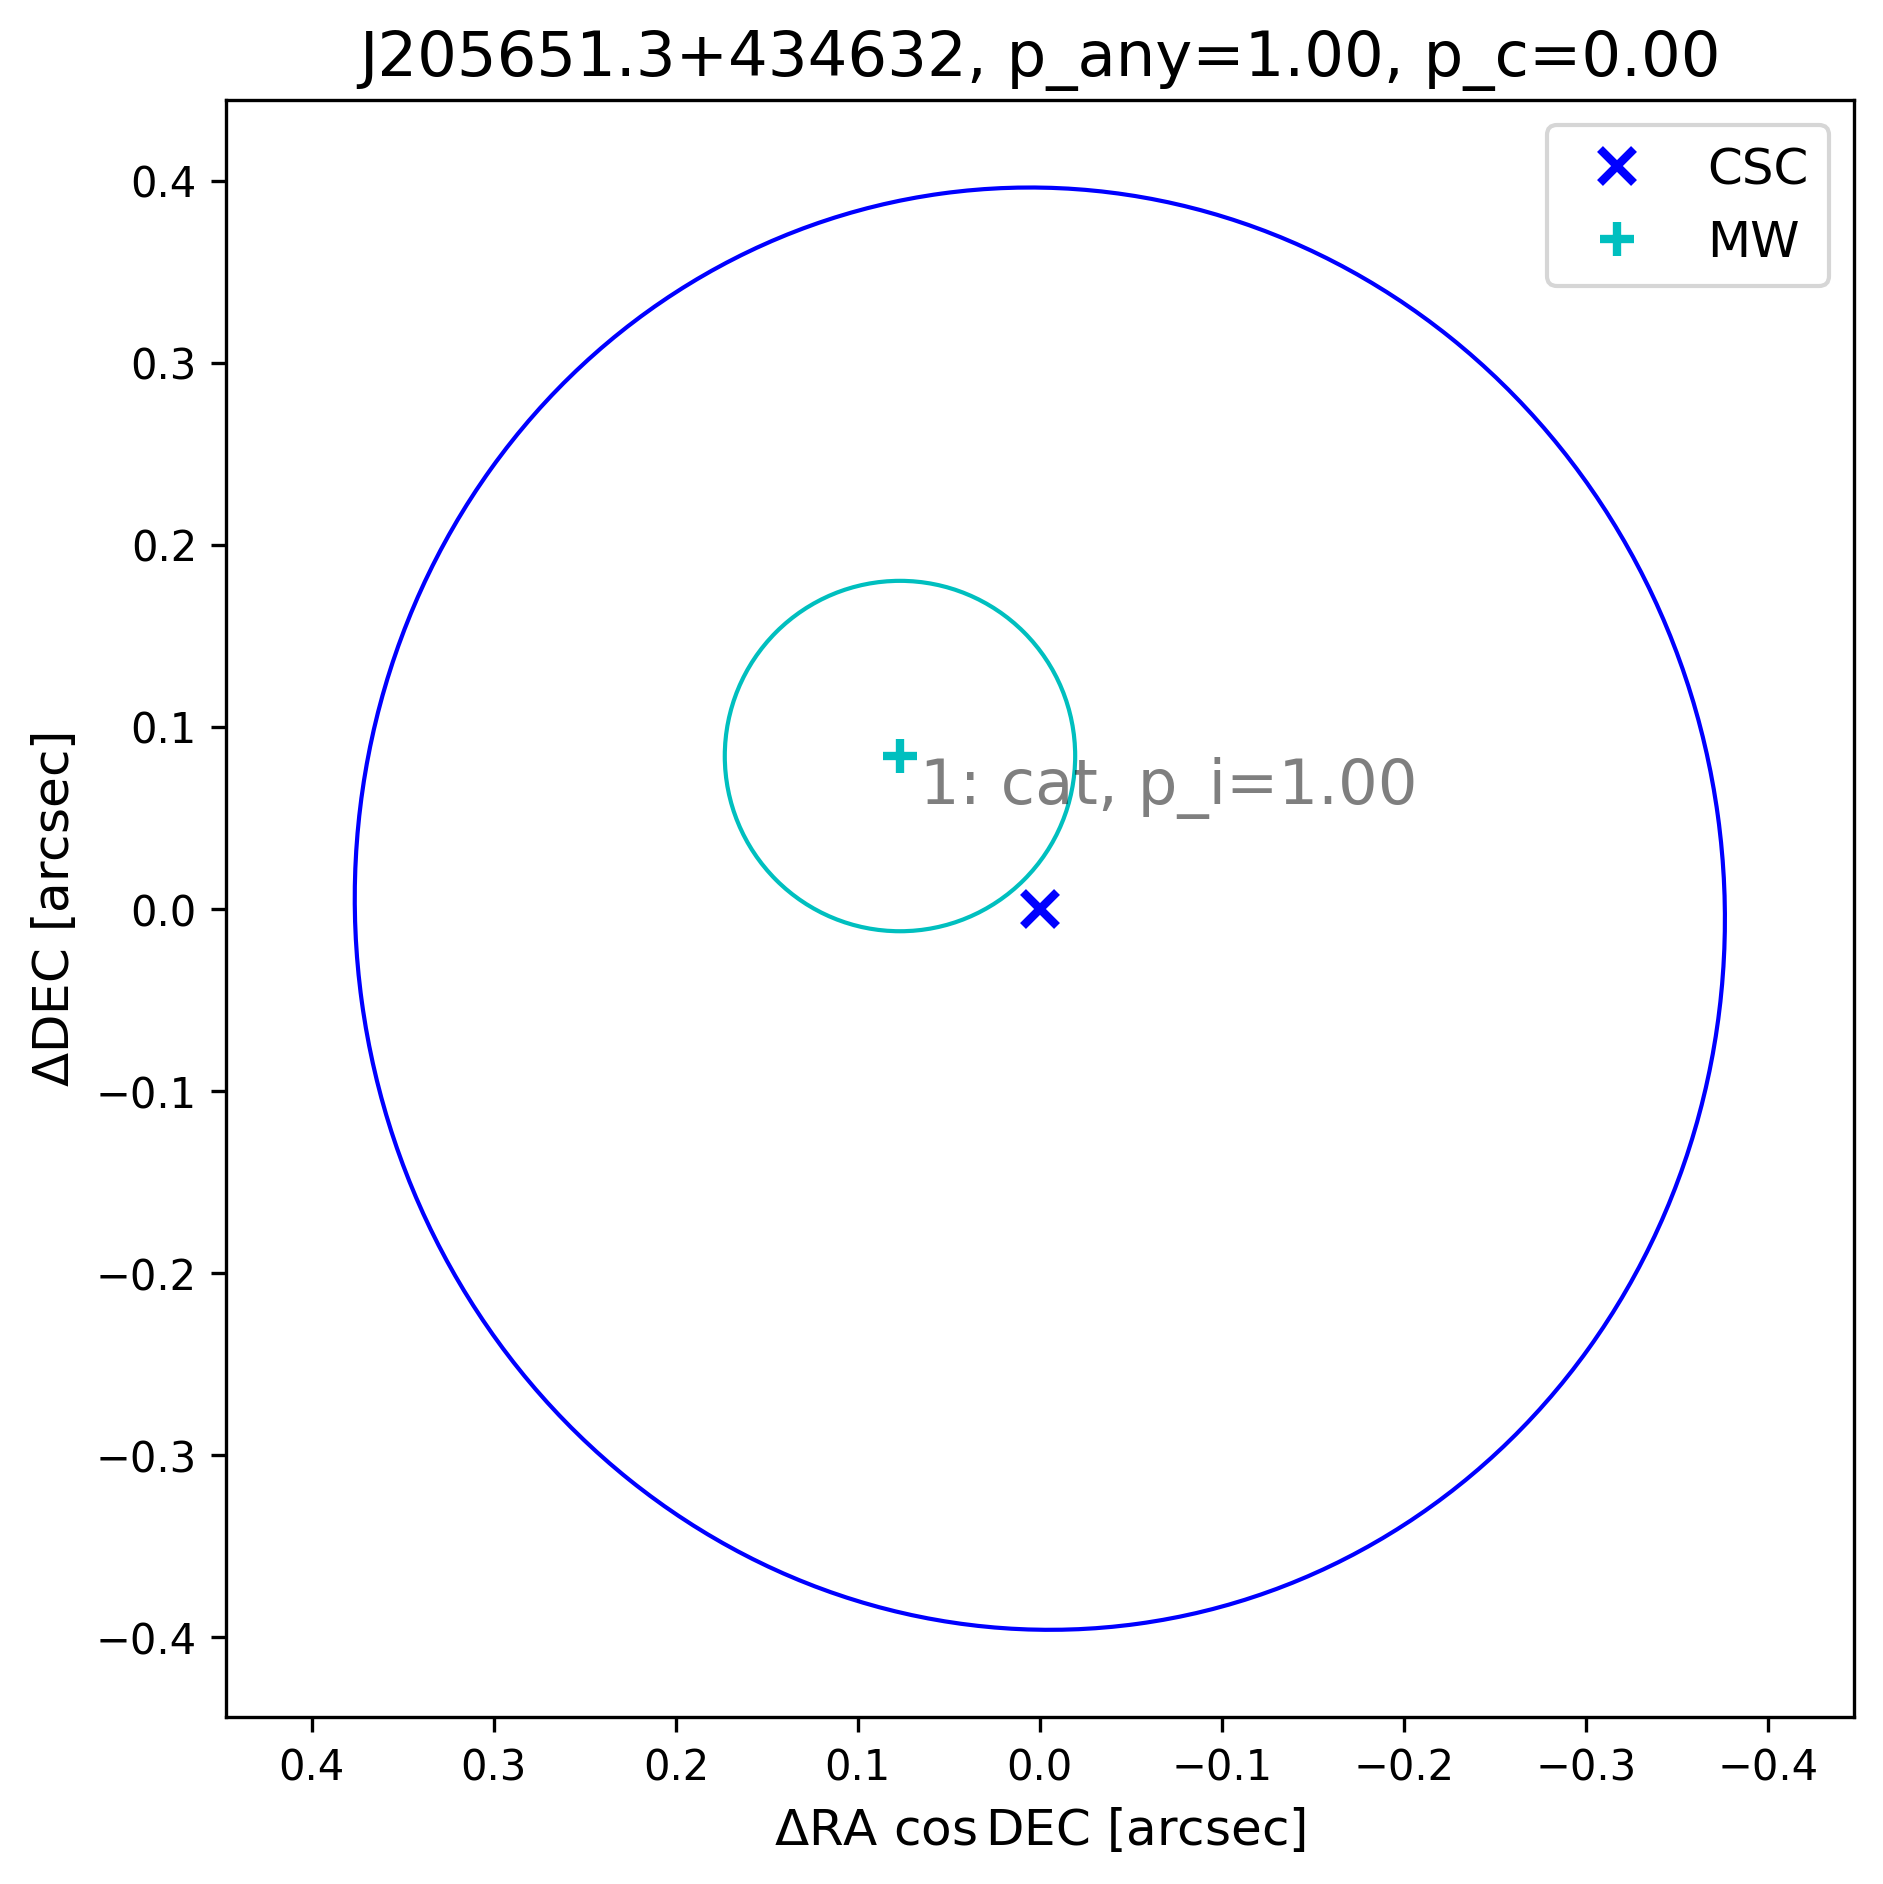 J205651.3+434632, p_any=1.00, p_c=0.00
CSC
MW
0.4
0.3
0.2
0.1
0.0
−0.1
−0.2
−0.3
−0.4
ΔDEC [arcsec]
1: cat, p_i=1.00
0.4 0.3 0.2 0.1 0.0 −0.1 −0.2 −0.3 −0.4
ΔRA cos DEC [arcsec]